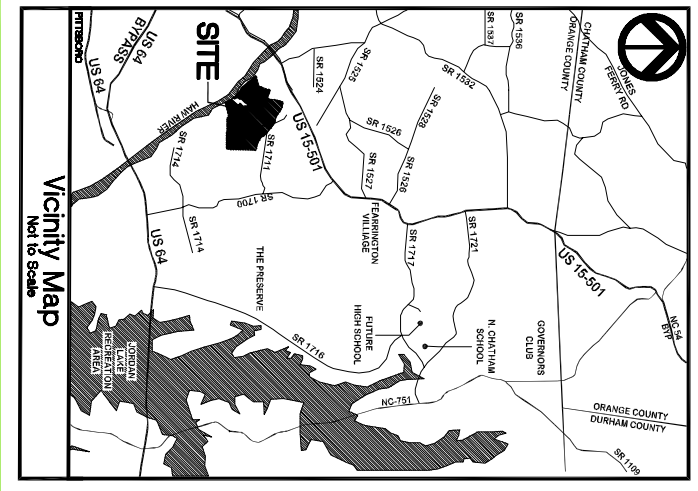 Vicinity Map
Not to Scale
PITTSBORO
US 64
BYPASS
US 64
SITE
HAW RIVER
SR 1714
SR 1711
SR 1714
SR 1700
US 64
US 15-501
SR 1524
SR 1525
SR 1537
SR 1536
SR 1532
SR 1526
SR 1528
SR 1527
SR 1526
CHATHAM COUNTY
ORANGE COUNTY
JONES
FERRY RD
FEARRINGTON
VILLIAGE
SR 1717
SR 1721
US 15-501
NC 54
BYP
THE PRESERVE
SR 1716
FUTURE
HIGH SCHOOL
N. CHATHAM
SCHOOL
GOVERNORS
CLUB
JORDAN
LAKE
RECREATION
AREA
NC-751
ORANGE COUNTY
DURHAM COUNTY
SR 1109